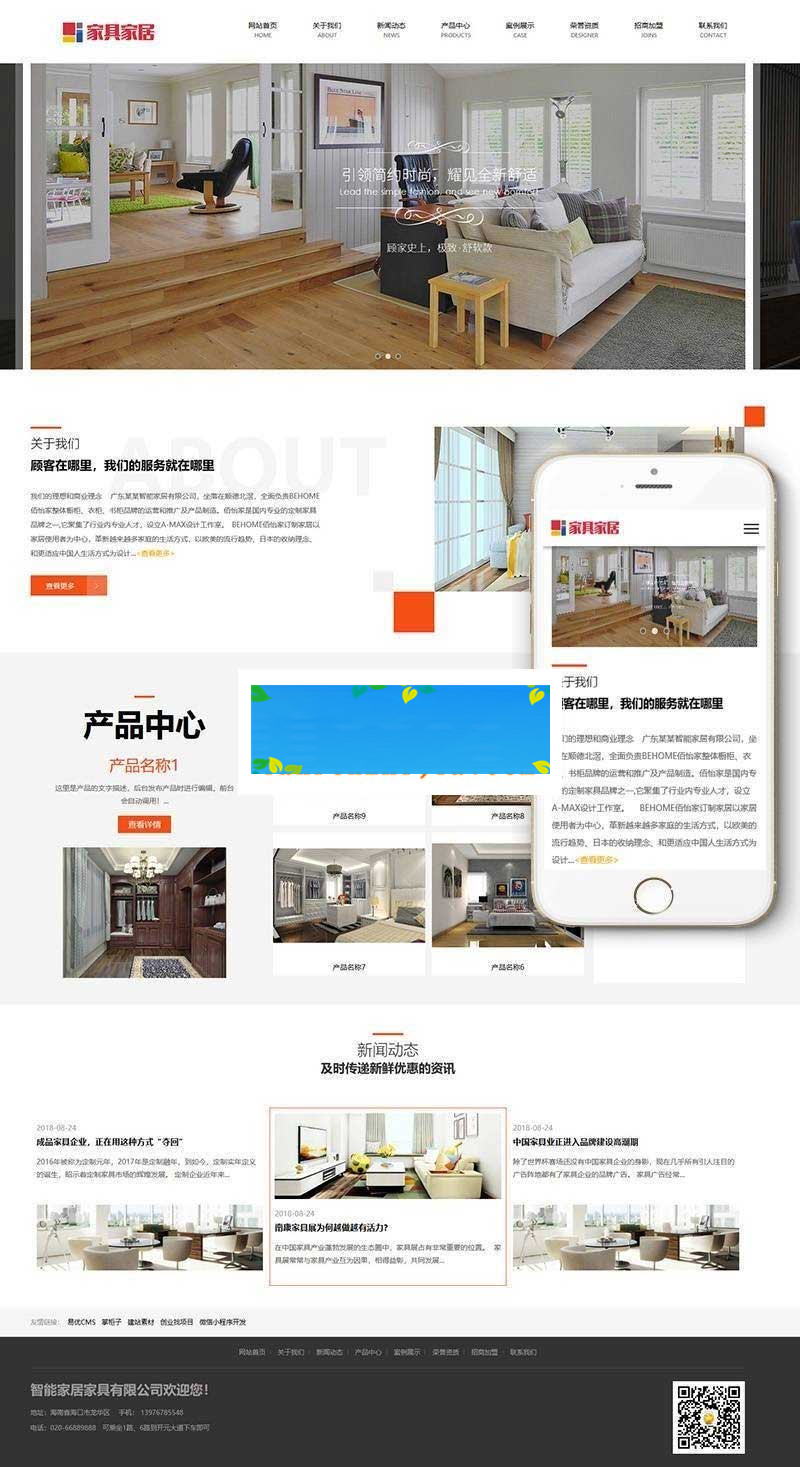 家具家居
网站首页 关于我们 新闻动态 产品中心 案例展示 荣誉资质 招商加盟 联系我们
HOME ABOUT NEWS PRODUCTS CASE DESIGNER JOINS CONTACT
引领简约时尚，耀见全新舒适
Lead the simple fashion, and see new comfort
顾家史上，极致·舒软款
ABOUT
关于我们
顾客在哪里，我们的服务就在哪里
我们的理想和商业理念 广东某某智能家居有限公司，坐落在顺德北滘，全面负责BEHOME
佰怡家整体橱柜、衣柜、书柜品牌的运营和推广及产品制造。佰怡家是国内专业的定制家具
品牌之一,它聚集了行业内专业人才，设立A-MAX设计工作室。 BEHOME佰怡家订制家居以
家居使用者为中心，革新越来越多家庭的生活方式，以欧美的流行趋势、日本的收纳理念、
和更适应中国人生活方式为设计...<查看更多>
查看更多 >
家具家居
于我们
客在哪里，我们的服务就在哪里
们的理想和商业理念 广东某某智能家居有限公司，坐
在顺德北滘，全面负责BEHOME佰怡家整体橱柜、衣
、书柜品牌的运营和推广及产品制造。佰怡家是国内专
的定制家具品牌之一,它聚集了行业内专业人才，设立
A-MAX设计工作室。 BEHOME佰怡家订制家居以家居
使用者为中心，革新越来越多家庭的生活方式，以欧美的
流行趋势、日本的收纳理念、和更适应中国人生活方式为
设计...<查看更多>
产品中心
产品名称1
这里是产品的文字描述，后台发布产品时进行编辑，前台
会自动调用！...
查看详情
产品名称9
产品名称8
产品名称7
产品名称6
新闻动态
及时传递新鲜优惠的资讯
2018-08-24
成品家具企业，正在用这种方式“夺回”
2016年被称为定制元年，2017年是定制翻年，到如今，定制实年定义
的诞生，昭示着定制家具市场的辉煌发展。 定制企业近年来...
2018-08-24
南康家具展为何越做越有活力?
在中国家具产业蓬勃发展的生态圈中，家具展占有非常重要的位置。 家
具展常常与家具产业互为因果，相得益彰，共同发展...
2018-08-24
中国家具业正进入品牌建设高潮期
除了世界杯赛场还没有中国家具企业的身影，现在几乎所有引人注目的
广告阵地都有了家具企业的品牌广告。 家具广告经常...
友情链接： 易优CMS 掌柜子 建站素材 创业找项目 微信小程序开发
网站首页 关于我们 新闻动态 产品中心 案例展示 荣誉资质 招商加盟 联系我们
智能家居家具有限公司欢迎您！
地址：海南省海口市龙华区 手机： 13976785548
电话：020-66889888 可乘坐1路、6路到开元大道下车即可